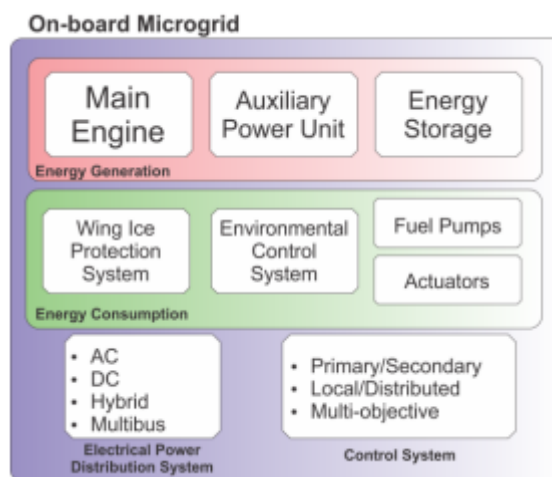 On-board Microgrid
Main
Engine
Auxiliary
Power Unit
Energy
Storage
Energy Generation
Wing Ice
Protection
System
Environmental
Control
System
Fuel Pumps
Actuators
Energy Consumption
• AC
• DC
• Hybrid
• Multibus
Electrical Power
Distribution System
• Primary/Secondary
• Local/Distributed
• Multi-objective
Control System